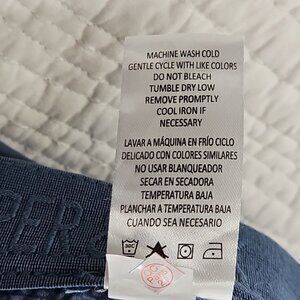 MACHINE WASH COLD
GENTLE CYCLE WITH LIKE COLORS
DO NOT BLEACH
TUMBLE DRY LOW
REMOVE PROMPTLY
COOL IRON IF
NECESSARY
LAVAR A MÁQUINA EN FRÍO CICLO
DELICADO CON COLORES SIMILARES
NO USAR BLANQUEADOR
SECAR EN SECADORA
TEMPERATURA BAJA
PLANCHAR A TEMPERATURA BAJA
CUANDO SEA NECESARIO